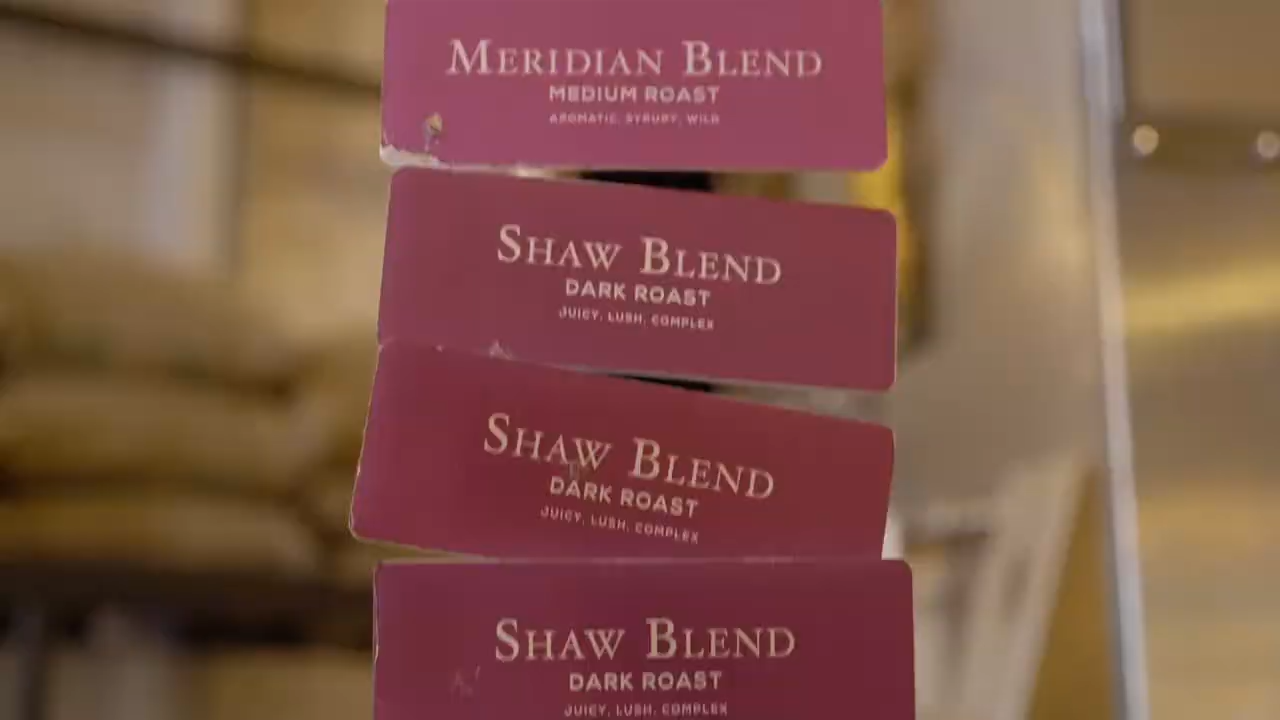 MERIDIAN BLEND
MEDIUM ROAST
AROMATIC, SYRUPY, WILD
SHAW BLEND
DARK ROAST
JUICY, LUSH, COMPLEX
SHAW BLEND
DARK ROAST
JUICY, LUSH, COMPLEX
SHAW BLEND
DARK ROAST
JUICY, LUSH, COMPLEX